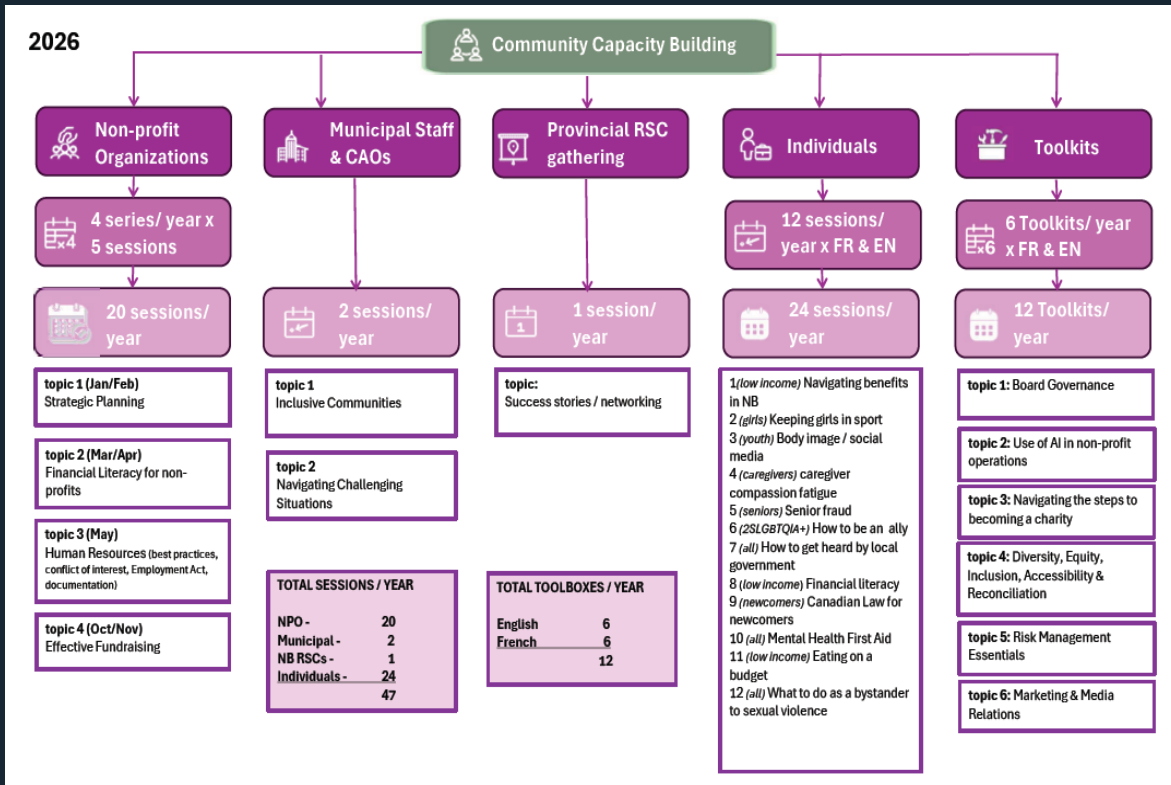 2026
Community Capacity Building
Non-profit
Organizations
4 series/ year x
5 sessions
x4
20 sessions/
year
topic 1 (Jan/Feb)
Strategic Planning
topic 2 (Mar/Apr)
Financial Literacy for non-
profits
topic 3 (May)
Human Resources (best practices,
conflict of interest, Employment Act,
documentation)
topic 4 (Oct/Nov)
Effective Fundraising
Municipal Staff
& CAOs
2 sessions/
year
topic 1
Inclusive Communities
topic 2
Navigating Challenging
Situations
TOTAL SESSIONS / YEAR
NPO - 20
Municipal - 2
NB RSCs - 1
Individuals - 24
47
Provincial RSC
gathering
1
1 session/
year
topic:
Success stories / networking
TOTAL TOOLBOXES / YEAR
English 6
French 6
12
Individuals
12 sessions/
year x FR & EN
24 sessions/
year
1(low income) Navigating benefits
in NB
2 (girls) Keeping girls in sport
3 (youth) Body image / social
media
4 (caregivers) caregiver
compassion fatigue
5 (seniors) Senior fraud
6 (2SLGBTQIA+) How to be an ally
7 (all) How to get heard by local
government
8 (low income) Financial literacy
9 (newcomers) Canadian Law for
newcomers
10 (all) Mental Health First Aid
11 (low income) Eating on a
budget
12 (all) What to do as a bystander
to sexual violence
Toolkits
6 Toolkits/ year
x FR & EN
x6
12 Toolkits/
year
topic 1: Board Governance
topic 2: Use of AI in non-profit
operations
topic 3: Navigating the steps to
becoming a charity
topic 4: Diversity, Equity,
Inclusion, Accessibility &
Reconciliation
topic 5: Risk Management
Essentials
topic 6: Marketing & Media
Relations